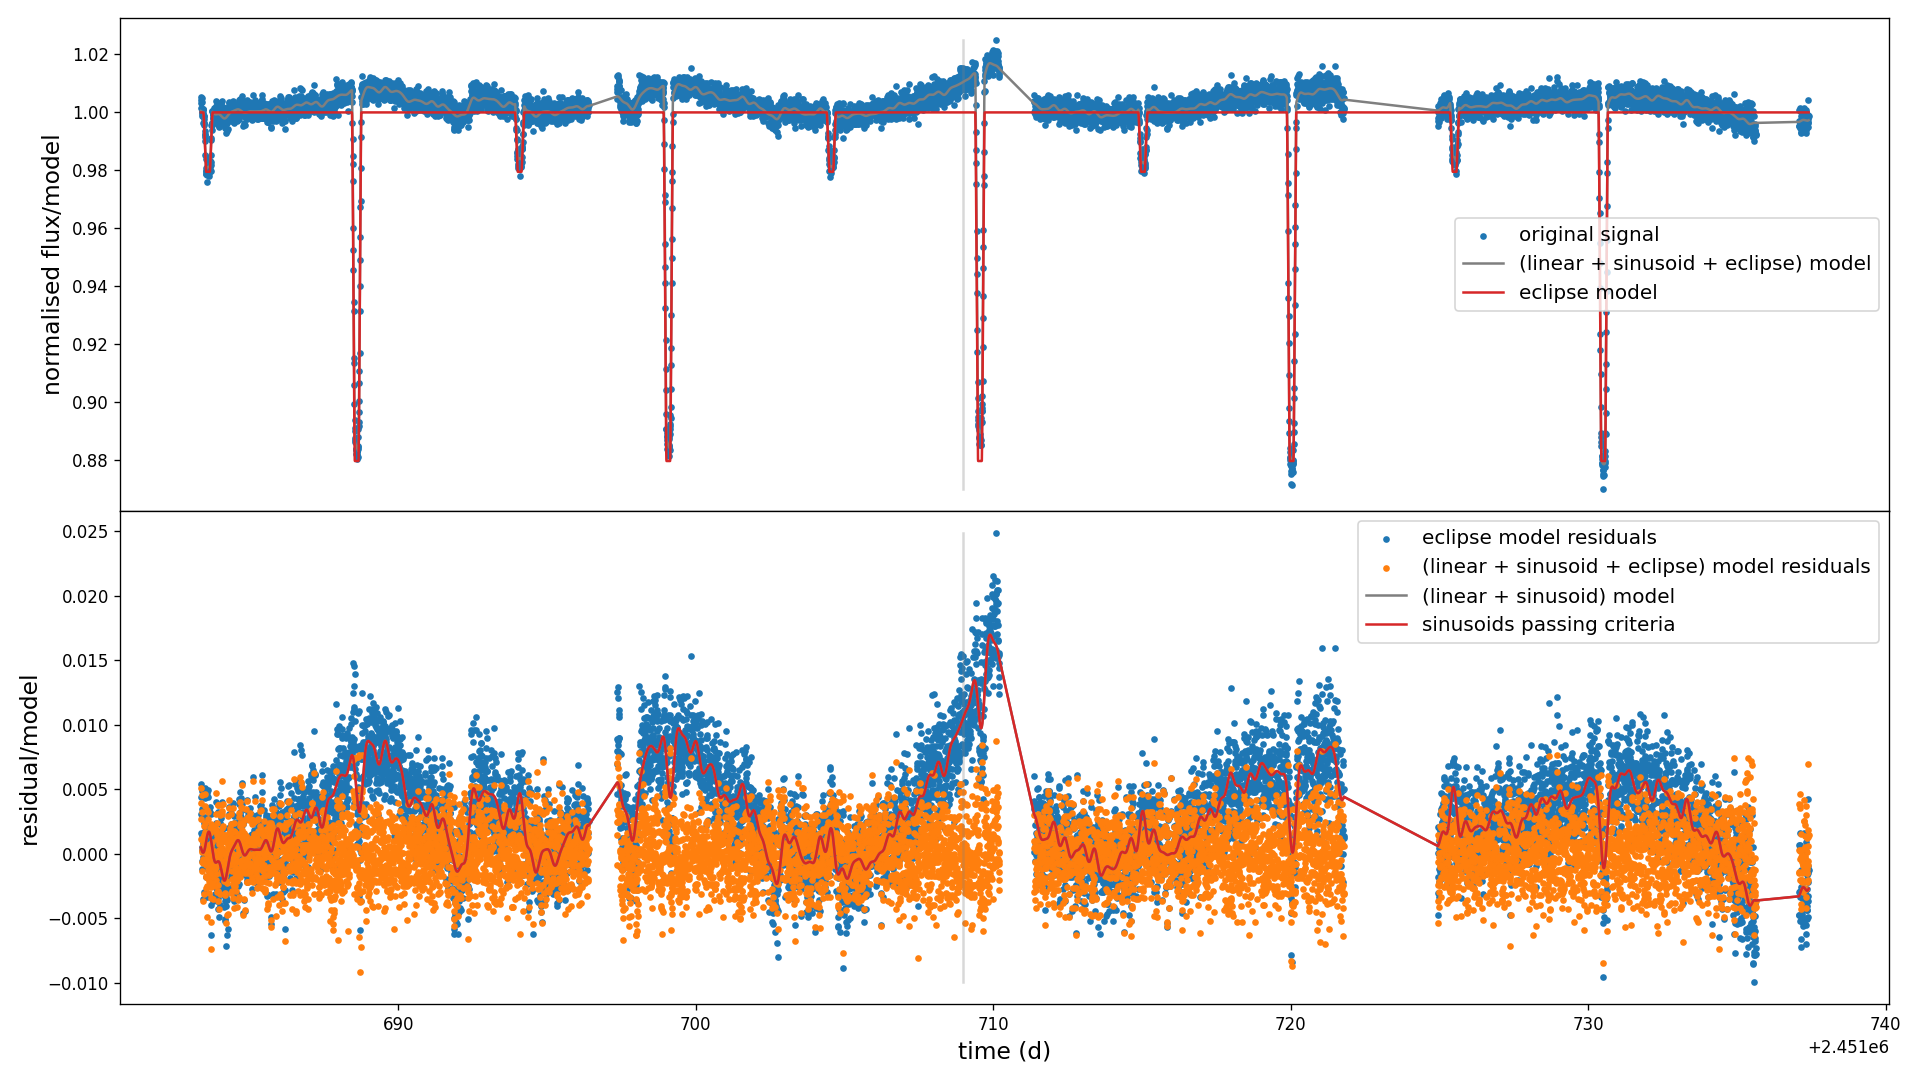 normalised flux/model
1.02
1.00
0.98
0.96
0.94
0.92
0.90
0.88
original signal
(linear + sinusoid + eclipse) model
eclipse model
residual/model
0.025
0.020
0.015
0.010
0.005
0.000
−0.005
−0.010
eclipse model residuals
(linear + sinusoid + eclipse) model residuals
(linear + sinusoid) model
sinusoids passing criteria
690 700 710 720 730 740
time (d)
+2.451e6